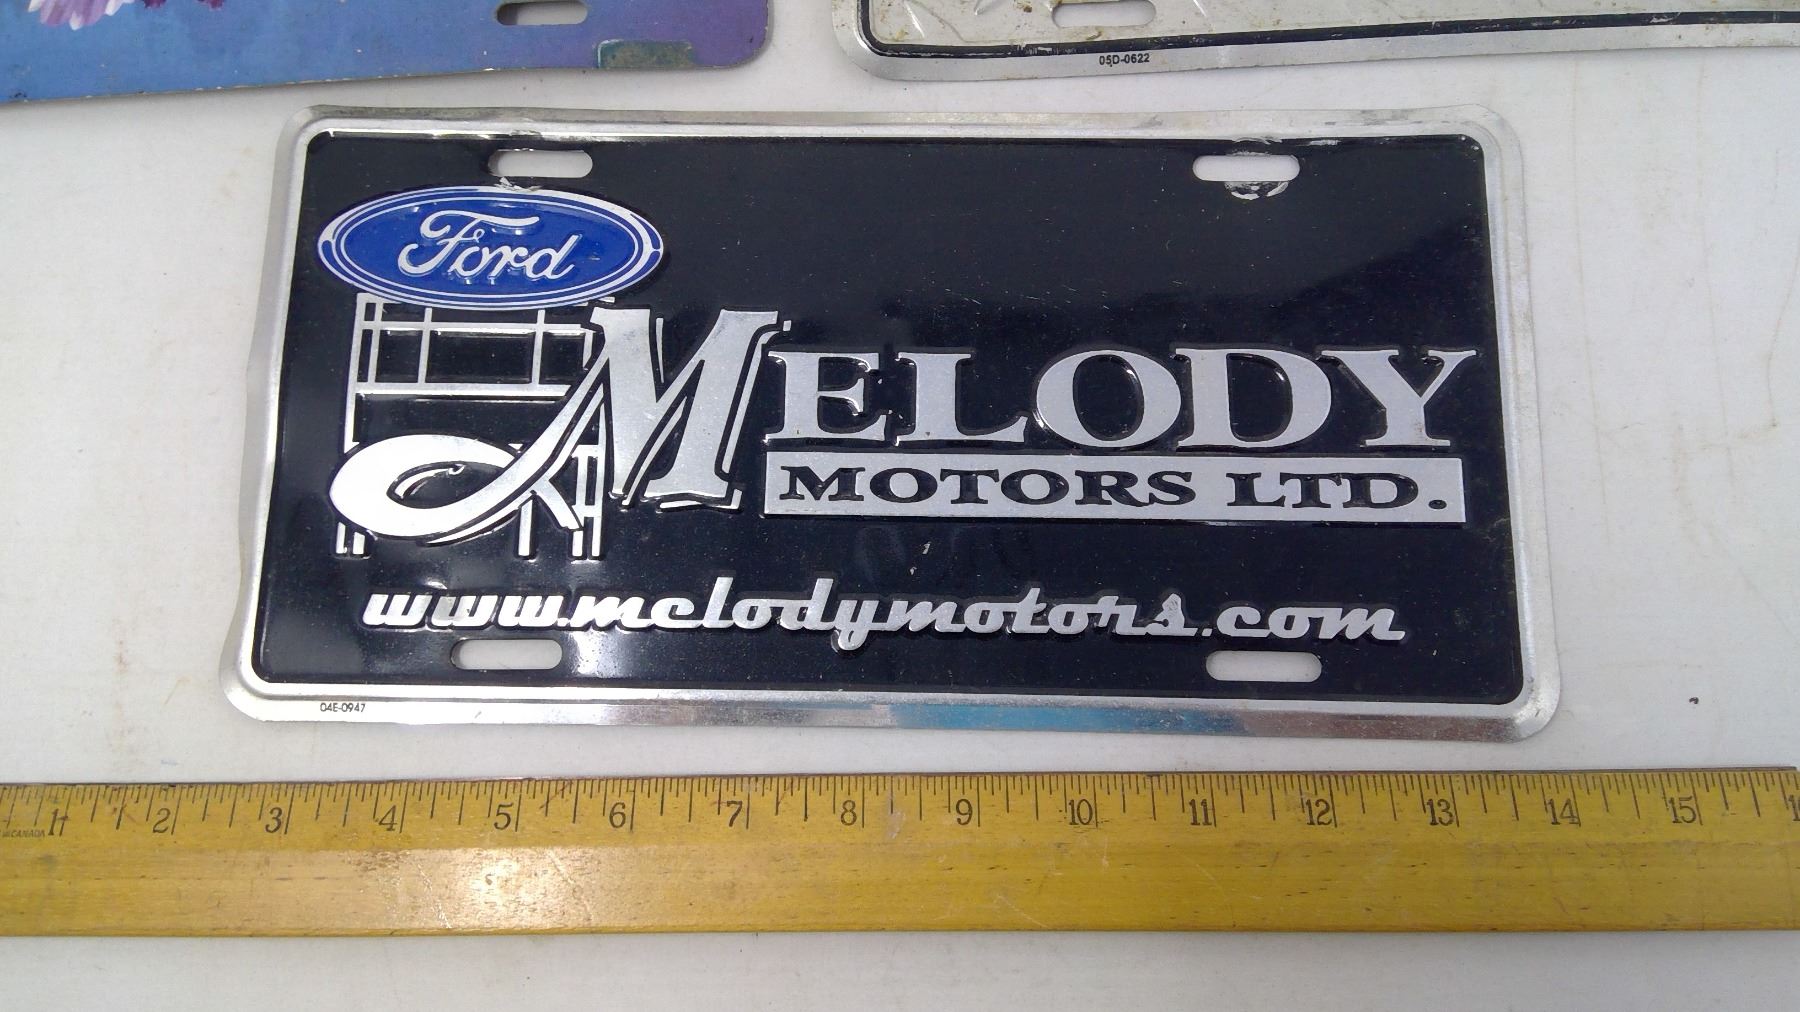 05D-0622
Ford
MELODY
MOTORS LTD.
www.melodymotors.com
04E-0947
1 2 3 4 5 6 7 8 9 10 11 12 13 14 15
CANADA